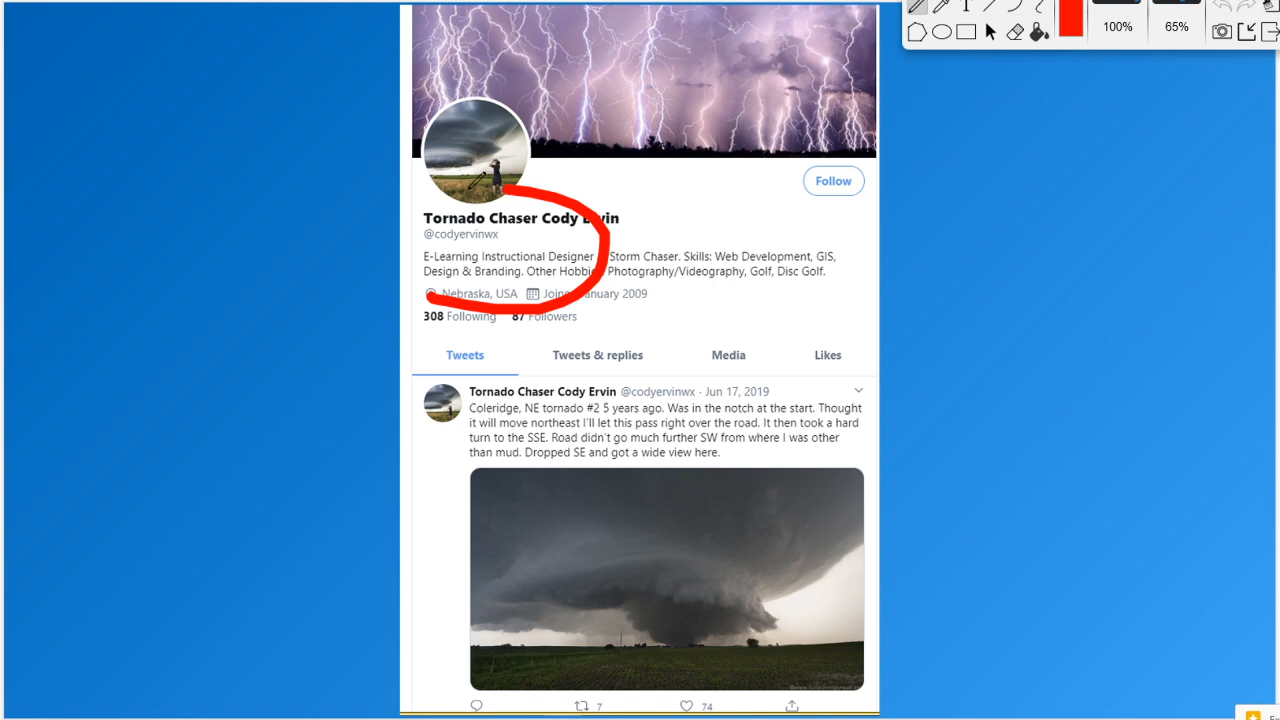 100%
65%
Follow
Tornado Chaser Cody Ervin
@codyervinwx
E-Learning Instructional Designer Storm Chaser. Skills: Web Development, GIS,
Design & Branding. Other Hobbies Photography/Videography, Golf, Disc Golf.
Nebraska, USA Joined January 2009
308 Following 87 Followers
Tweets Tweets & replies Media Likes
Tornado Chaser Cody Ervin @codyervinwx · Jun 17, 2019
Coleridge, NE tornado #2 5 years ago. Was in the notch at the start. Thought
it will move northeast I'll let this pass right over the road. It then took a hard
turn to the SSE. Road didn't go much further SW from where I was other
than mud. Dropped SE and got a wide view here.
7 74